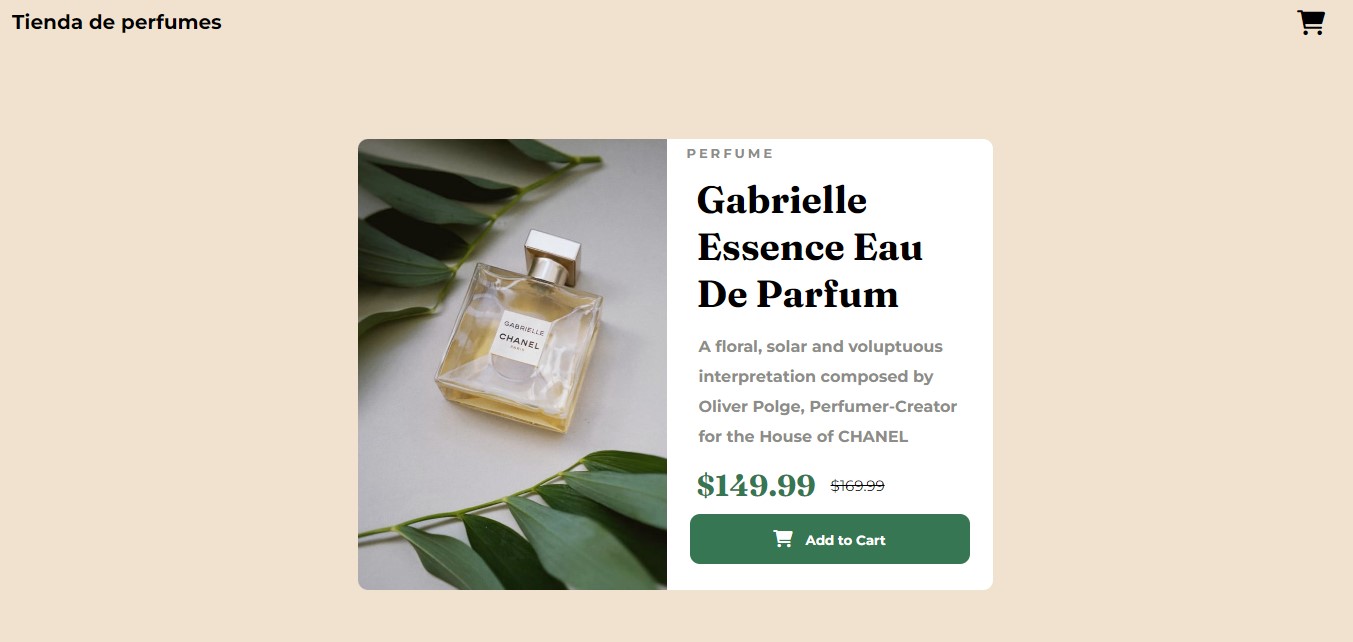 Tienda de perfumes
PERFUME
Gabrielle
Essence Eau
De Parfum
A floral, solar and voluptuous
interpretation composed by
Oliver Polge, Perfumer-Creator
for the House of CHANEL
$149.99 $169.99
Add to Cart
GABRIELLE
CHANEL
PARIS